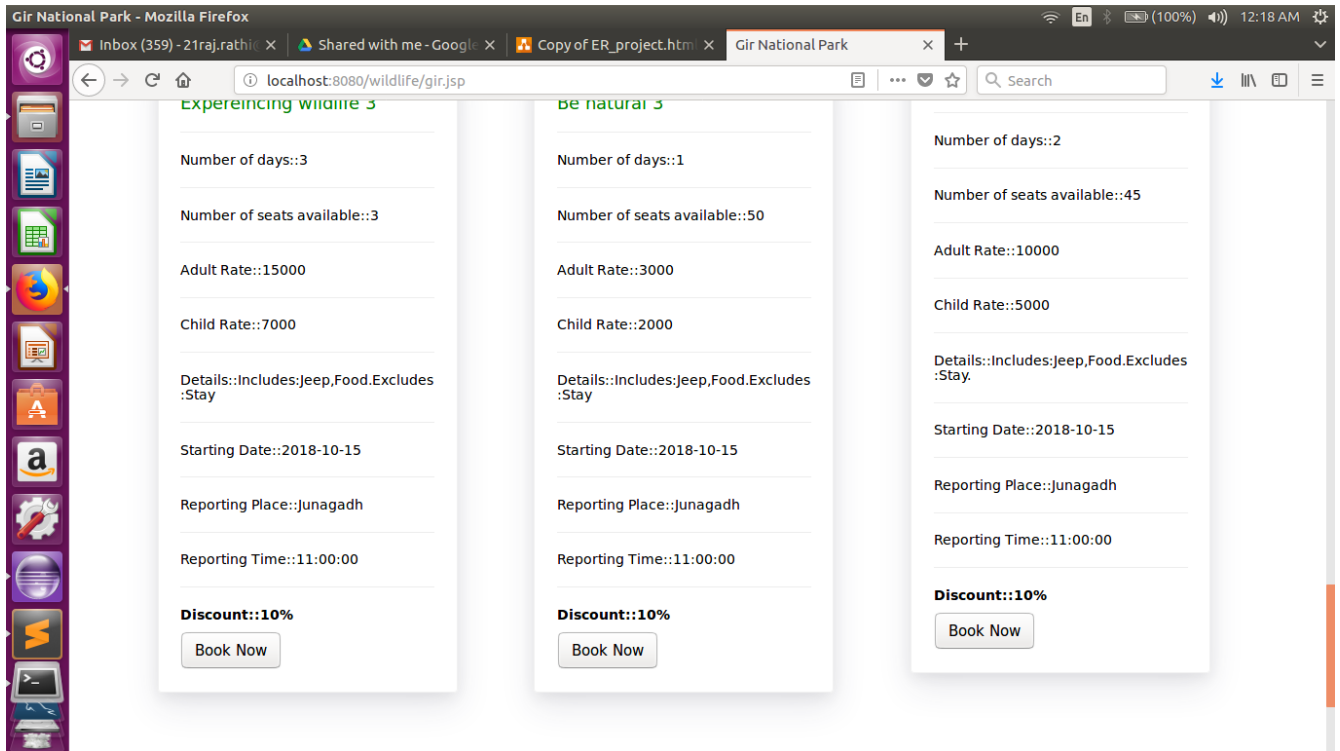 Gir National Park - Mozilla Firefox
En
(100%)
12:18 AM
Inbox (359) - 21raj.rathi
Shared with me - Google
Copy of ER_project.html
Gir National Park
localhost:8080/wildlife/gir.jsp
Search
Expereincing wildlife 3
Number of days::3
Number of seats available::3
Adult Rate::15000
Child Rate::7000
Details::Includes:Jeep,Food.Excludes
:Stay
Starting Date::2018-10-15
Reporting Place::Junagadh
Reporting Time::11:00:00
Discount::10%
Book Now
Be natural 3
Number of days::1
Number of seats available::50
Adult Rate::3000
Child Rate::2000
Details::Includes:Jeep,Food.Excludes
:Stay
Starting Date::2018-10-15
Reporting Place::Junagadh
Reporting Time::11:00:00
Discount::10%
Book Now
Number of days::2
Number of seats available::45
Adult Rate::10000
Child Rate::5000
Details::Includes:Jeep,Food.Excludes
:Stay.
Starting Date::2018-10-15
Reporting Place::Junagadh
Reporting Time::11:00:00
Discount::10%
Book Now